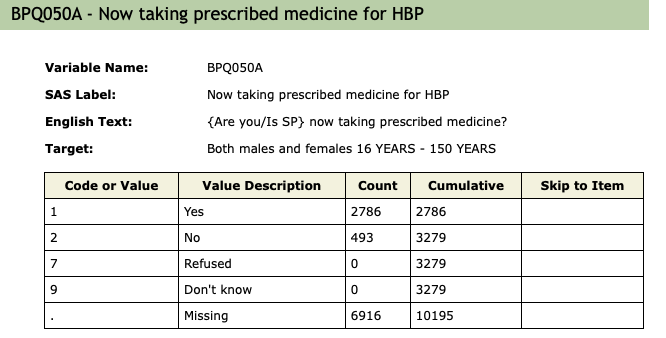 BPQ050A - Now taking prescribed medicine for HBP
Variable Name: BPQ050A
SAS Label: Now taking prescribed medicine for HBP
English Text: {Are you/Is SP} now taking prescribed medicine?
Target: Both males and females 16 YEARS - 150 YEARS
Code or Value Value Description Count Cumulative Skip to Item
1 Yes 2786 2786
2 No 493 3279
7 Refused 0 3279
9 Don't know 0 3279
. Missing 6916 10195